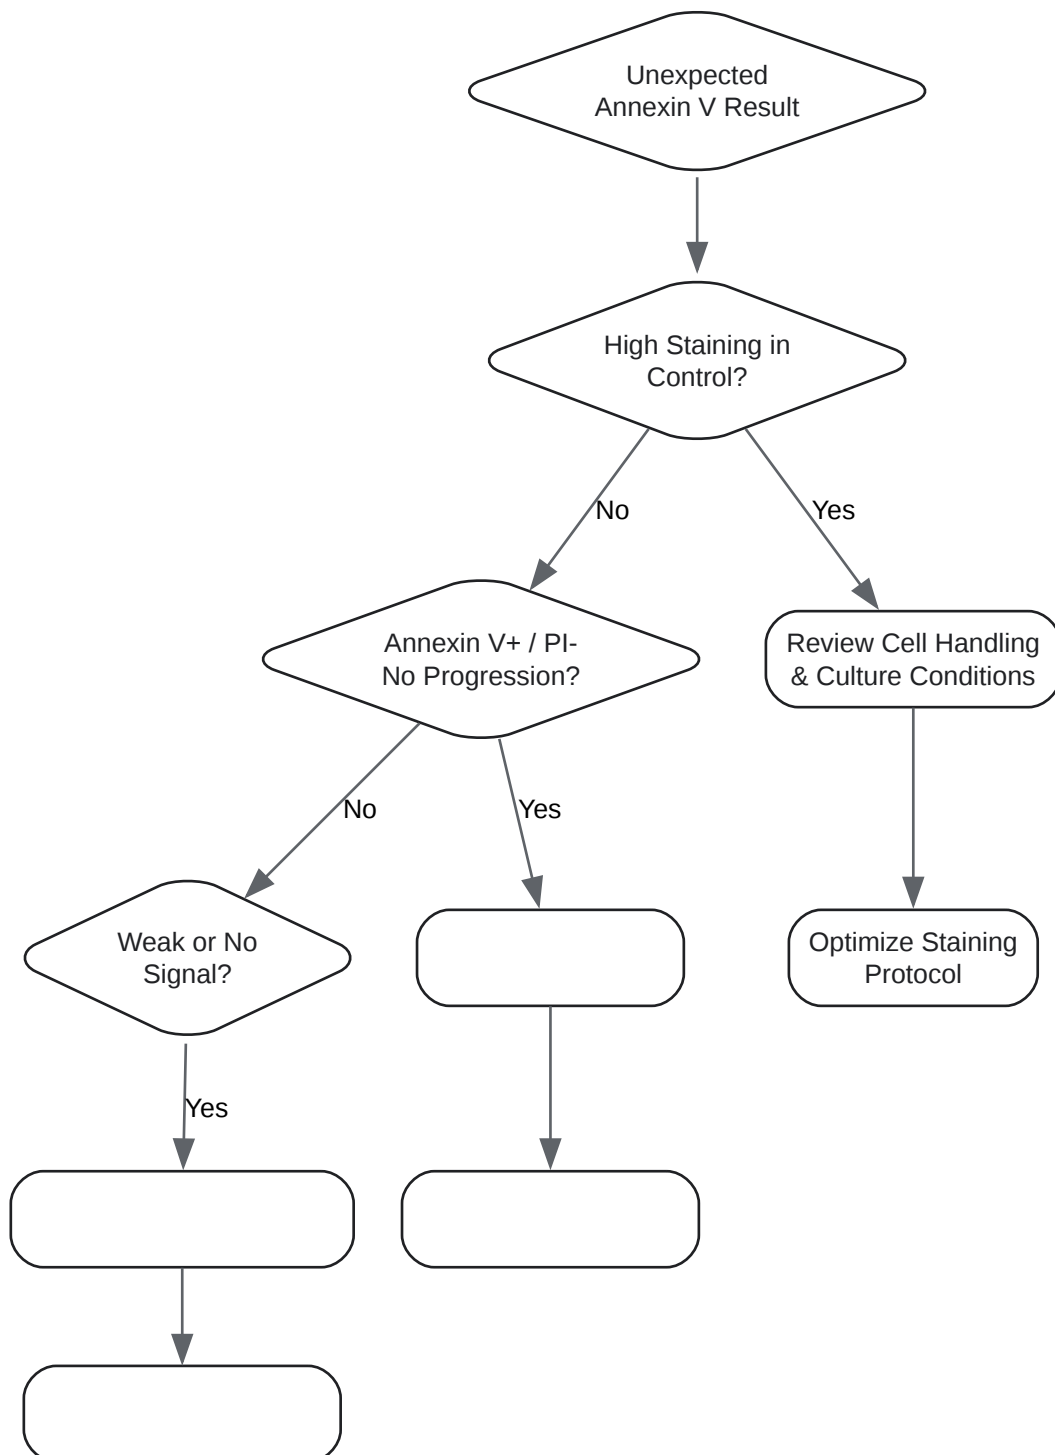 Unexpected
Annexin V Result
High Staining in
Control?
No
Yes
Annexin V+ / PI-
No Progression?
Review Cell Handling
& Culture Conditions
No
Yes
Weak or No
Signal?
Optimize Staining
Protocol
Yes